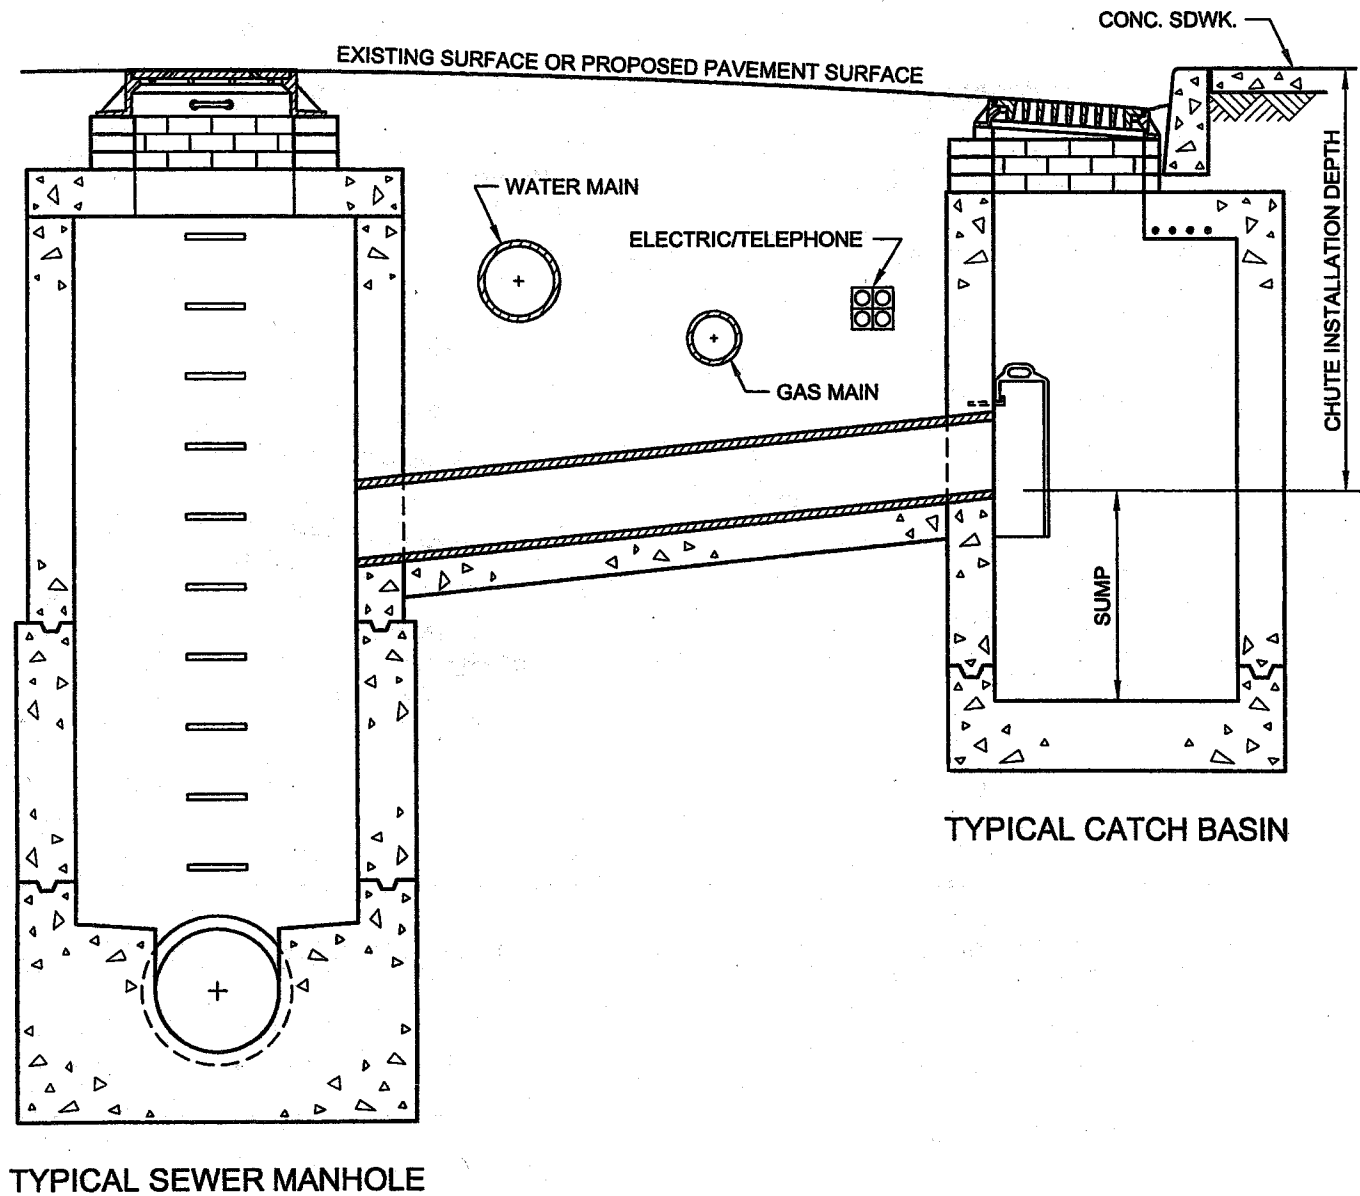 CONC. SDWK.
EXISTING SURFACE OR PROPOSED PAVEMENT SURFACE
WATER MAIN
ELECTRIC/TELEPHONE
GAS MAIN
CHUTE INSTALLATION DEPTH
SUMP
TYPICAL CATCH BASIN
TYPICAL SEWER MANHOLE